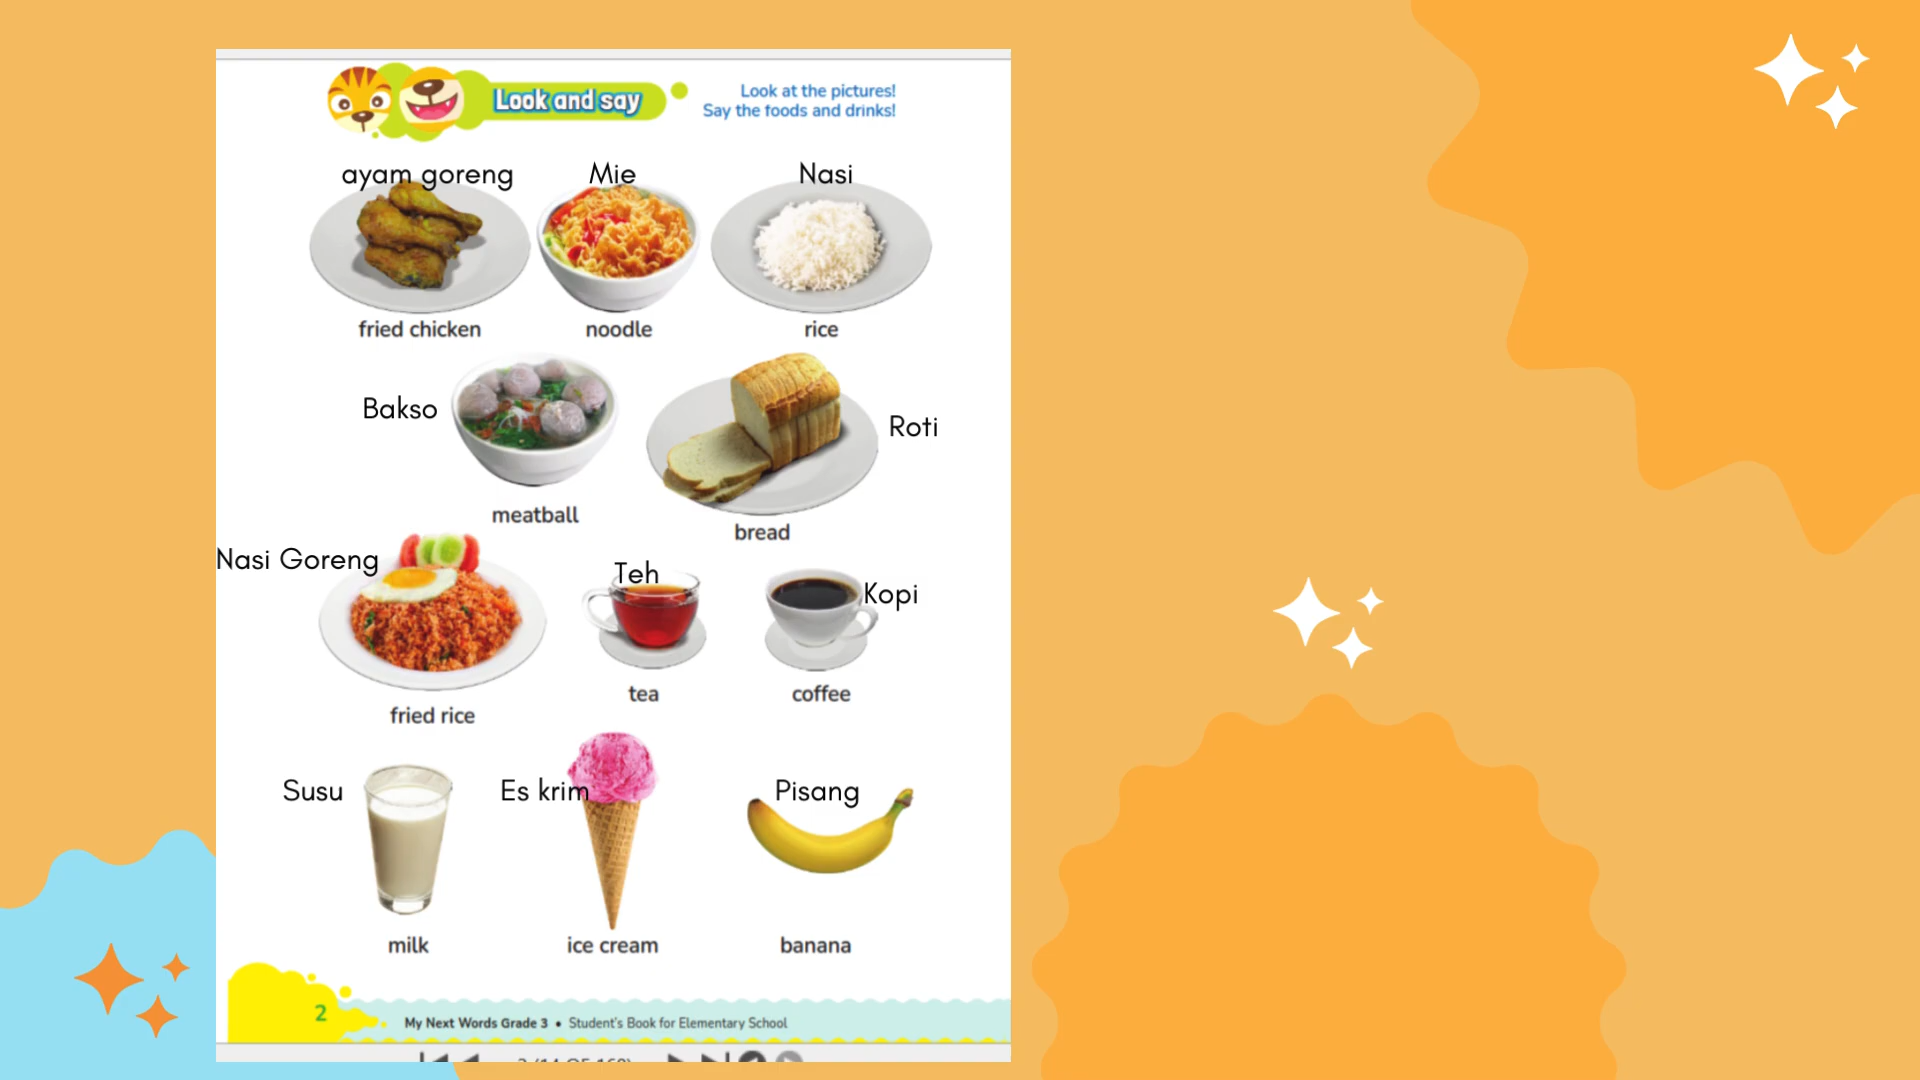 Look and say
Look at the pictures!
Say the foods and drinks!
ayam goreng
Mie
Nasi
fried chicken
noodle
rice
Bakso
Roti
meatball
bread
Nasi Goreng
Teh
Kopi
tea
coffee
fried rice
Susu
Es krim
Pisang
milk
ice cream
banana
2
My Next Words Grade 3 • Student's Book for Elementary School